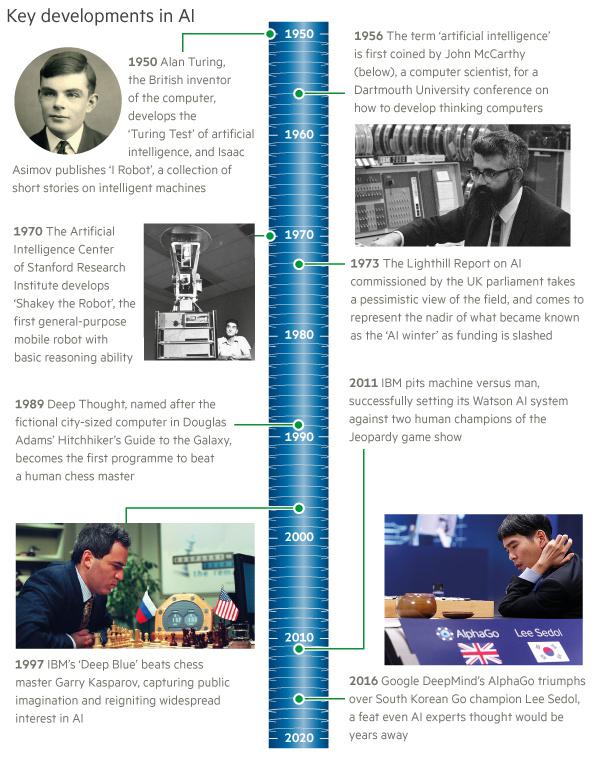 Key developments in AI
1950 Alan Turing,
the British inventor
of the computer,
develops the
‘Turing Test’ of artificial
intelligence, and Isaac
Asimov publishes ‘I Robot’, a collection of
short stories on intelligent machines
1950
1956 The term ‘artificial intelligence’
is first coined by John McCarthy
(below), a computer scientist, for a
Dartmouth University conference on
how to develop thinking computers
1960
1970 The Artificial
Intelligence Center
of Stanford Research
Institute develops
‘Shakey the Robot’, the
first general-purpose
mobile robot with
basic reasoning ability
1970
1973 The Lighthill Report on AI
commissioned by the UK parliament takes
a pessimistic view of the field, and comes to
represent the nadir of what became known
as the ‘AI winter’ as funding is slashed
1980
1989 Deep Thought, named after the
fictional city-sized computer in Douglas
Adams’ Hitchhiker’s Guide to the Galaxy,
becomes the first programme to beat
a human chess master
1990
2011 IBM pits machine versus man,
successfully setting its Watson AI system
against two human champions of the
Jeopardy game show
2000
1997 IBM’s ‘Deep Blue’ beats chess
master Garry Kasparov, capturing public
imagination and reigniting widespread
interest in AI
2010
AlphaGo
Lee Sedol
2016 Google DeepMind’s AlphaGo triumphs
over South Korean Go champion Lee Sedol,
a feat even AI experts thought would be
years away
2020